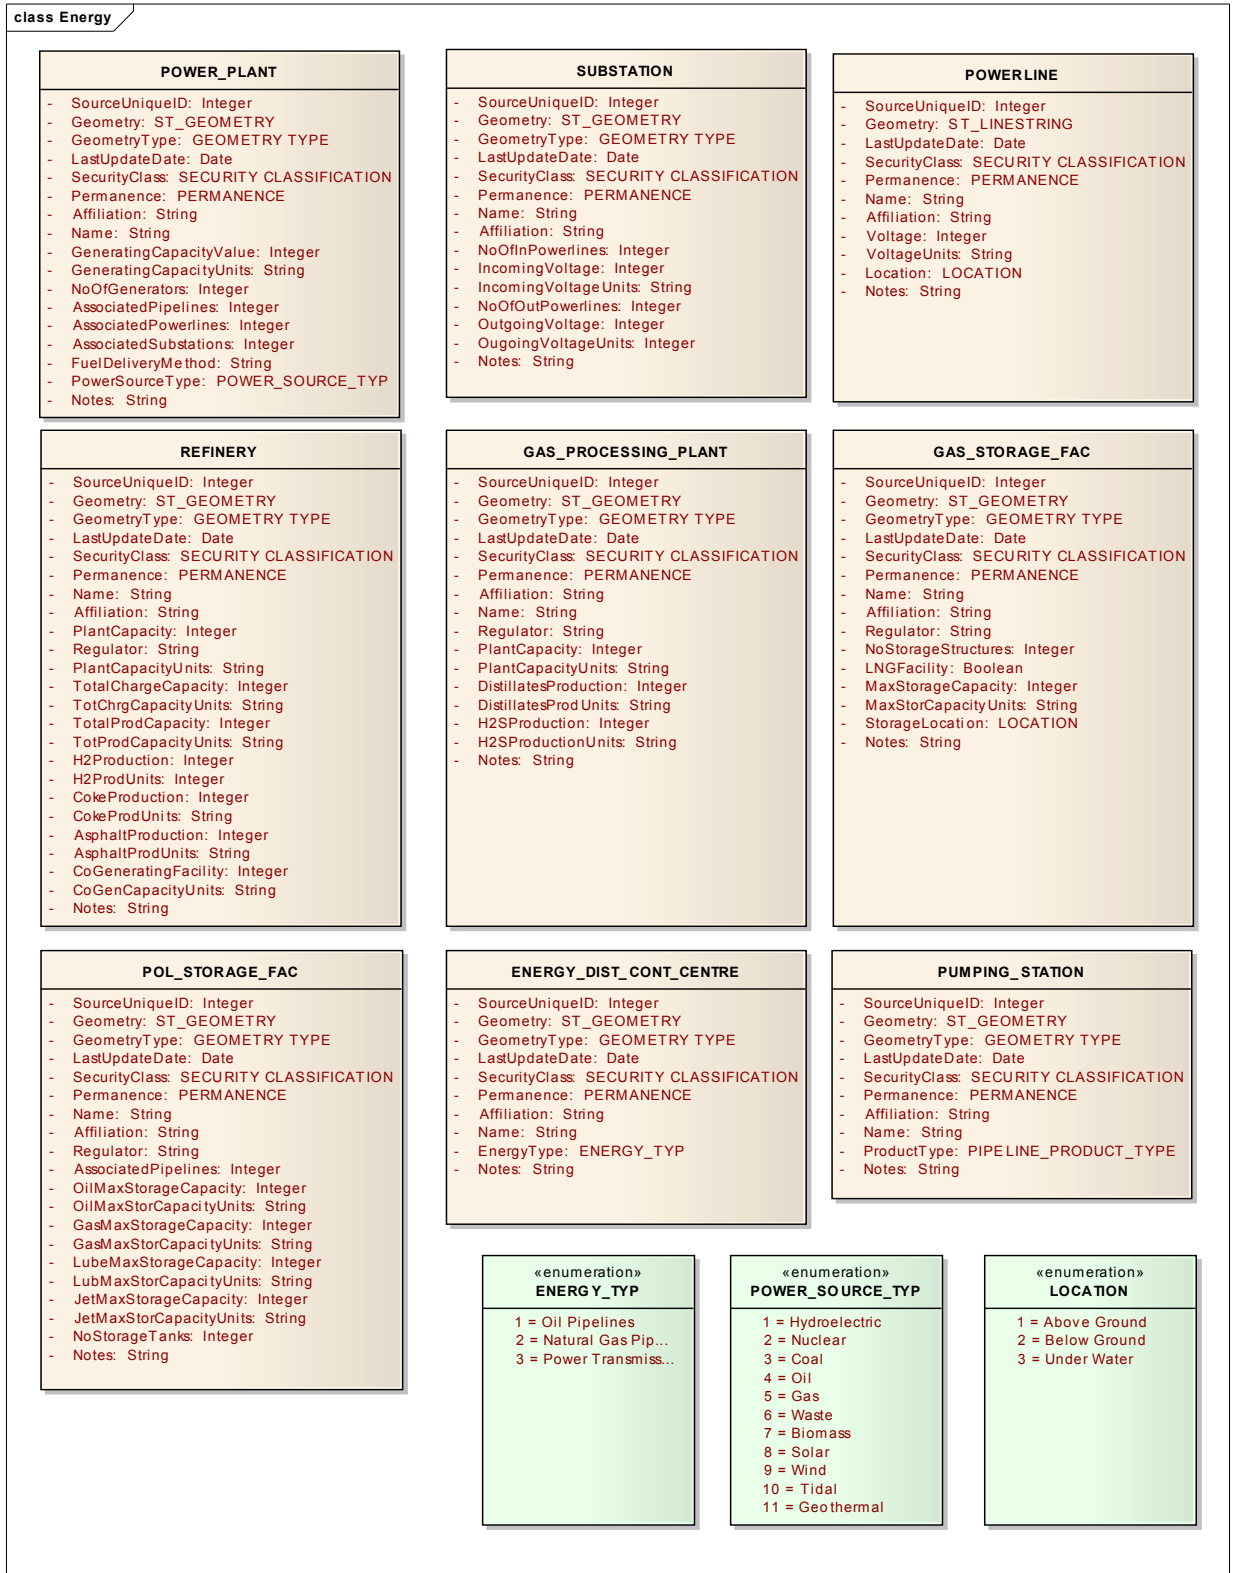 class Energy
POWER_PLANT
- SourceUniqueID: Integer
- Geometry: ST_GEOMETRY
- GeometryType: GEOMETRY TYPE
- LastUpdateDate: Date
- SecurityClass: SECURITY CLASSIFICATION
- Permanence: PERMANENCE
- Affiliation: String
- Name: String
- GeneratingCapacityValue: Integer
- GeneratingCapacityUnits: String
- NoOfGenerators: Integer
- AssociatedPipelines: Integer
- AssociatedPowerlines: Integer
- AssociatedSubstations: Integer
- FuelDeliveryMethod: String
- PowerSourceType: POWER_SOURCE_TYP
- Notes: String
SUBSTATION
- SourceUniqueID: Integer
- Geometry: ST_GEOMETRY
- GeometryType: GEOMETRY TYPE
- LastUpdateDate: Date
- SecurityClass: SECURITY CLASSIFICATION
- Permanence: PERMANENCE
- Name: String
- Affiliation: String
- NoOfInPowerlines: Integer
- IncomingVoltage: Integer
- IncomingVoltageUnits: String
- NoOfOutPowerlines: Integer
- OutgoingVoltage: Integer
- OugoingVoltageUnits: Integer
- Notes: String
POWERLINE
- SourceUniqueID: Integer
- Geometry: ST_LINESTRING
- LastUpdateDate: Date
- SecurityClass: SECURITY CLASSIFICATION
- Permanence: PERMANENCE
- Name: String
- Affiliation: String
- Voltage: Integer
- VoltageUnits: String
- Location: LOCATION
- Notes: String
REFINERY
- SourceUniqueID: Integer
- Geometry: ST_GEOMETRY
- GeometryType: GEOMETRY TYPE
- LastUpdateDate: Date
- SecurityClass: SECURITY CLASSIFICATION
- Permanence: PERMANENCE
- Name: String
- Affiliation: String
- PlantCapacity: Integer
- Regulator: String
- PlantCapacityUnits: String
- TotalChargeCapacity: Integer
- TotChrgCapacityUnits: String
- TotalProdCapacity: Integer
- TotProdCapacityUnits: String
- H2Production: Integer
- H2ProdUnits: Integer
- CokeProduction: Integer
- CokeProdUnits: String
- AsphaltProduction: Integer
- AsphaltProdUnits: String
- CoGeneratingFacility: Integer
- CoGenCapacityUnits: String
- Notes: String
GAS_PROCESSING_PLANT
- SourceUniqueID: Integer
- Geometry: ST_GEOMETRY
- GeometryType: GEOMETRY TYPE
- LastUpdateDate: Date
- SecurityClass: SECURITY CLASSIFICATION
- Permanence: PERMANENCE
- Affiliation: String
- Name: String
- Regulator: String
- PlantCapacity: Integer
- PlantCapacityUnits: String
- DistillatesProduction: Integer
- DistillatesProdUnits: String
- H2SProduction: Integer
- H2SProductionUnits: String
- Notes: String
GAS_STORAGE_FAC
- SourceUniqueID: Integer
- Geometry: ST_GEOMETRY
- GeometryType: GEOMETRY TYPE
- LastUpdateDate: Date
- SecurityClass: SECURITY CLASSIFICATION
- Permanence: PERMANENCE
- Name: String
- Affiliation: String
- Regulator: String
- NoStorageStructures: Integer
- LNGFacility: Boolean
- MaxStorageCapacity: Integer
- MaxStorCapacityUnits: String
- StorageLocation: LOCATION
- Notes: String
POL_STORAGE_FAC
- SourceUniqueID: Integer
- Geometry: ST_GEOMETRY
- GeometryType: GEOMETRY TYPE
- LastUpdateDate: Date
- SecurityClass: SECURITY CLASSIFICATION
- Permanence: PERMANENCE
- Name: String
- Affiliation: String
- Regulator: String
- AssociatedPipelines: Integer
- OilMaxStorageCapacity: Integer
- OilMaxStorCapacityUnits: String
- GasMaxStorageCapacity: Integer
- GasMaxStorCapacityUnits: String
- LubeMaxStorageCapacity: Integer
- LubMaxStorCapacityUnits: String
- JetMaxStorageCapacity: Integer
- JetMaxStorCapacityUnits: String
- NoStorageTanks: Integer
- Notes: String
ENERGY_DIST_CONT_CENTRE
- SourceUniqueID: Integer
- Geometry: ST_GEOMETRY
- GeometryType: GEOMETRY TYPE
- LastUpdateDate: Date
- SecurityClass: SECURITY CLASSIFICATION
- Permanence: PERMANENCE
- Affiliation: String
- Name: String
- EnergyType: ENERGY_TYP
- Notes: String
PUMPING_STATION
- SourceUniqueID: Integer
- Geometry: ST_GEOMETRY
- GeometryType: GEOMETRY TYPE
- LastUpdateDate: Date
- SecurityClass: SECURITY CLASSIFICATION
- Permanence: PERMANENCE
- Affiliation: String
- Name: String
- ProductType: PIPELINE_PRODUCT_TYPE
- Notes: String
«enumeration»
ENERGY_TYP
1 = Oil Pipelines
2 = Natural Gas Pip...
3 = Power Transmiss...
«enumeration»
POWER_SOURCE_TYP
1 = Hydroelectric
2 = Nuclear
3 = Coal
4 = Oil
5 = Gas
6 = Waste
7 = Biomass
8 = Solar
9 = Wind
10 = Tidal
11 = Geothermal
«enumeration»
LOCATION
1 = Above Ground
2 = Below Ground
3 = Under Water